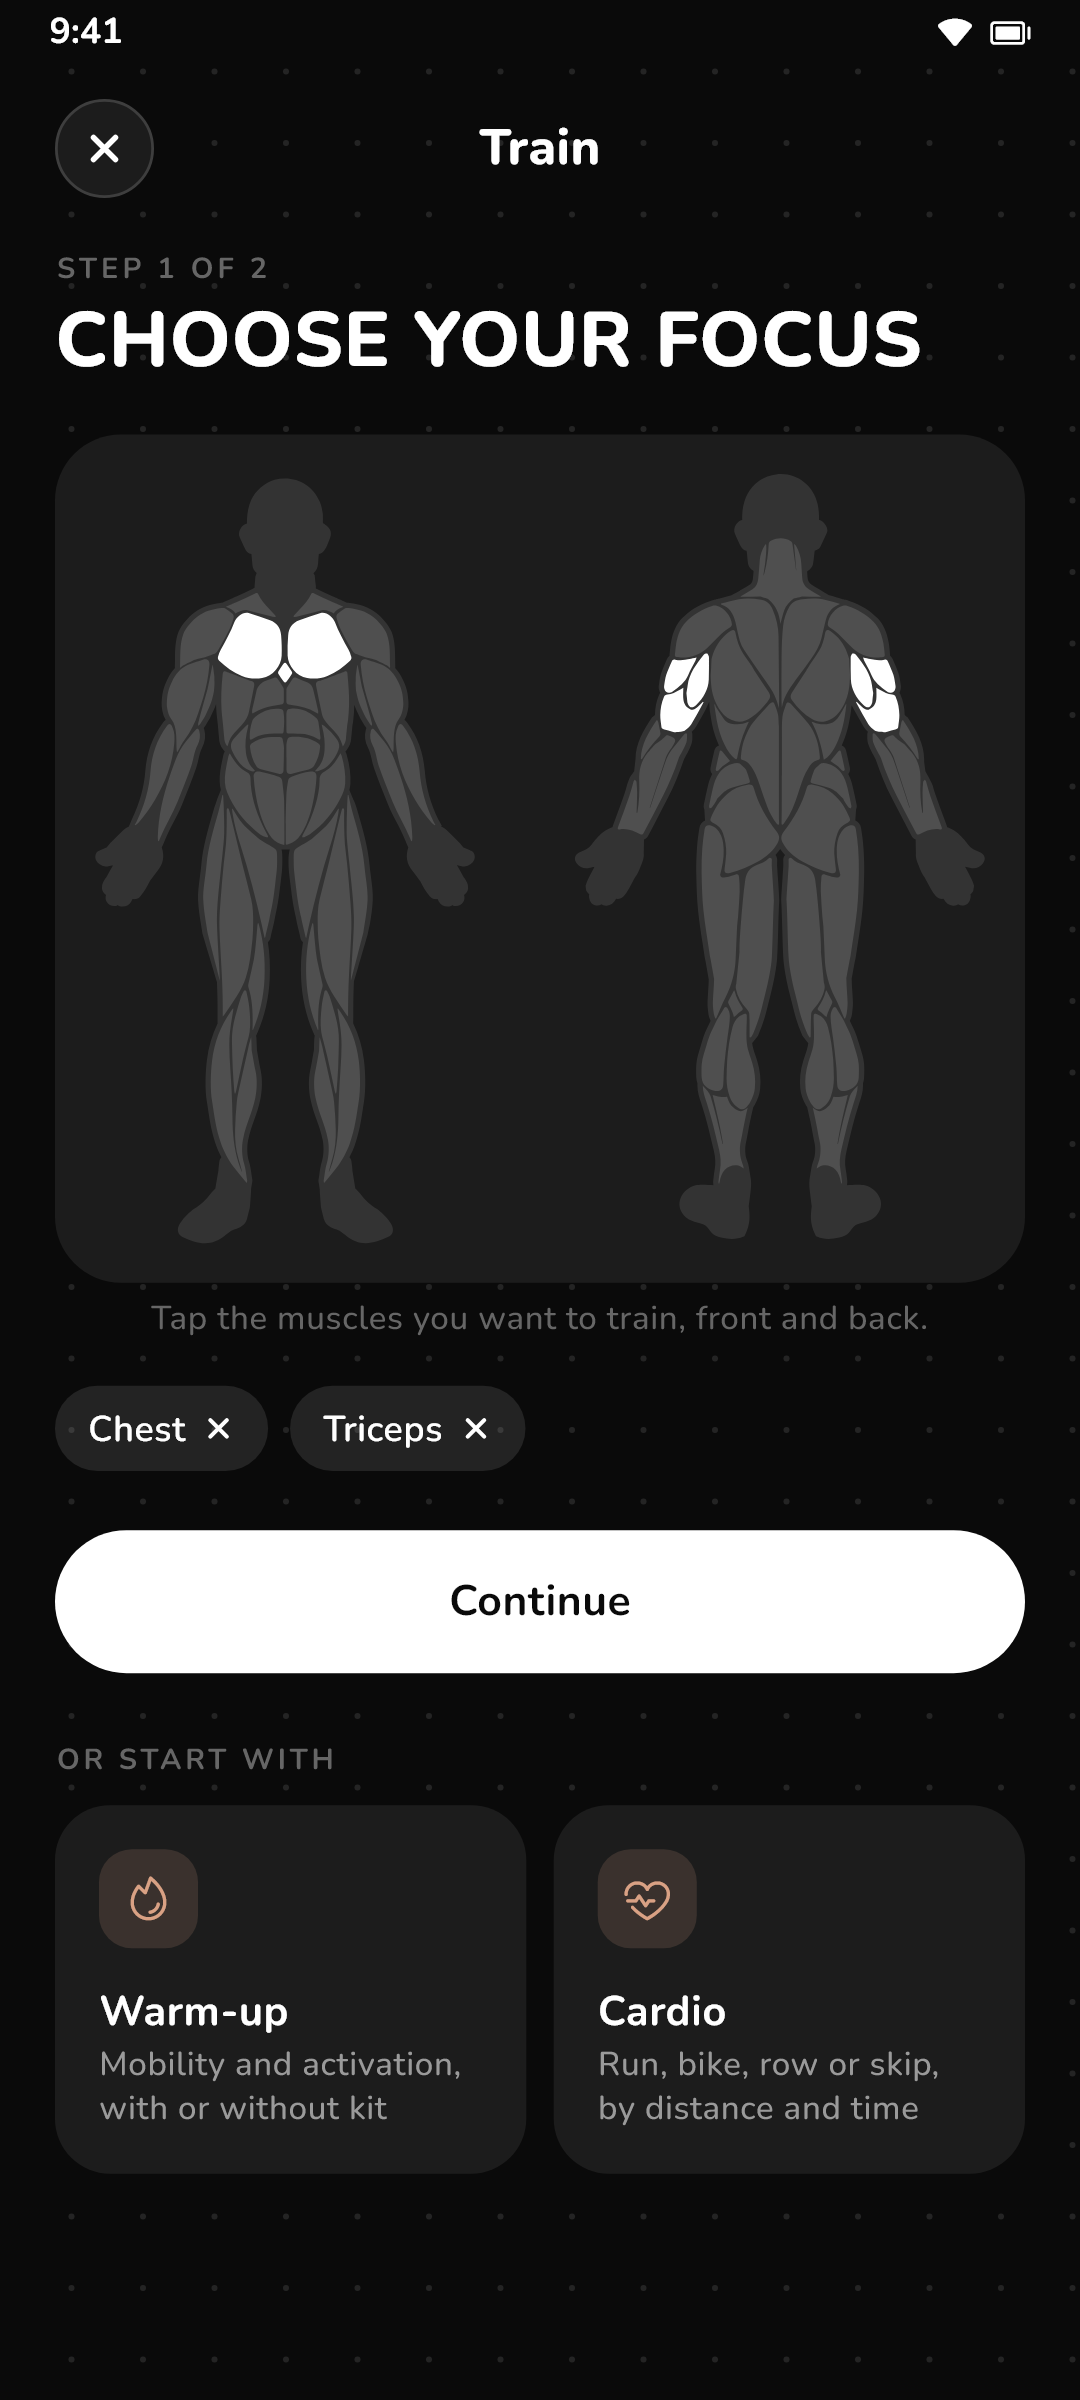 9:41
Train
STEP 1 OF 2
CHOOSE YOUR FOCUS
Tap the muscles you want to train, front and back.
Chest
Triceps
Continue
OR START WITH
Warm-up
Mobility and activation,
with or without kit
Cardio
Run, bike, row or skip,
by distance and time